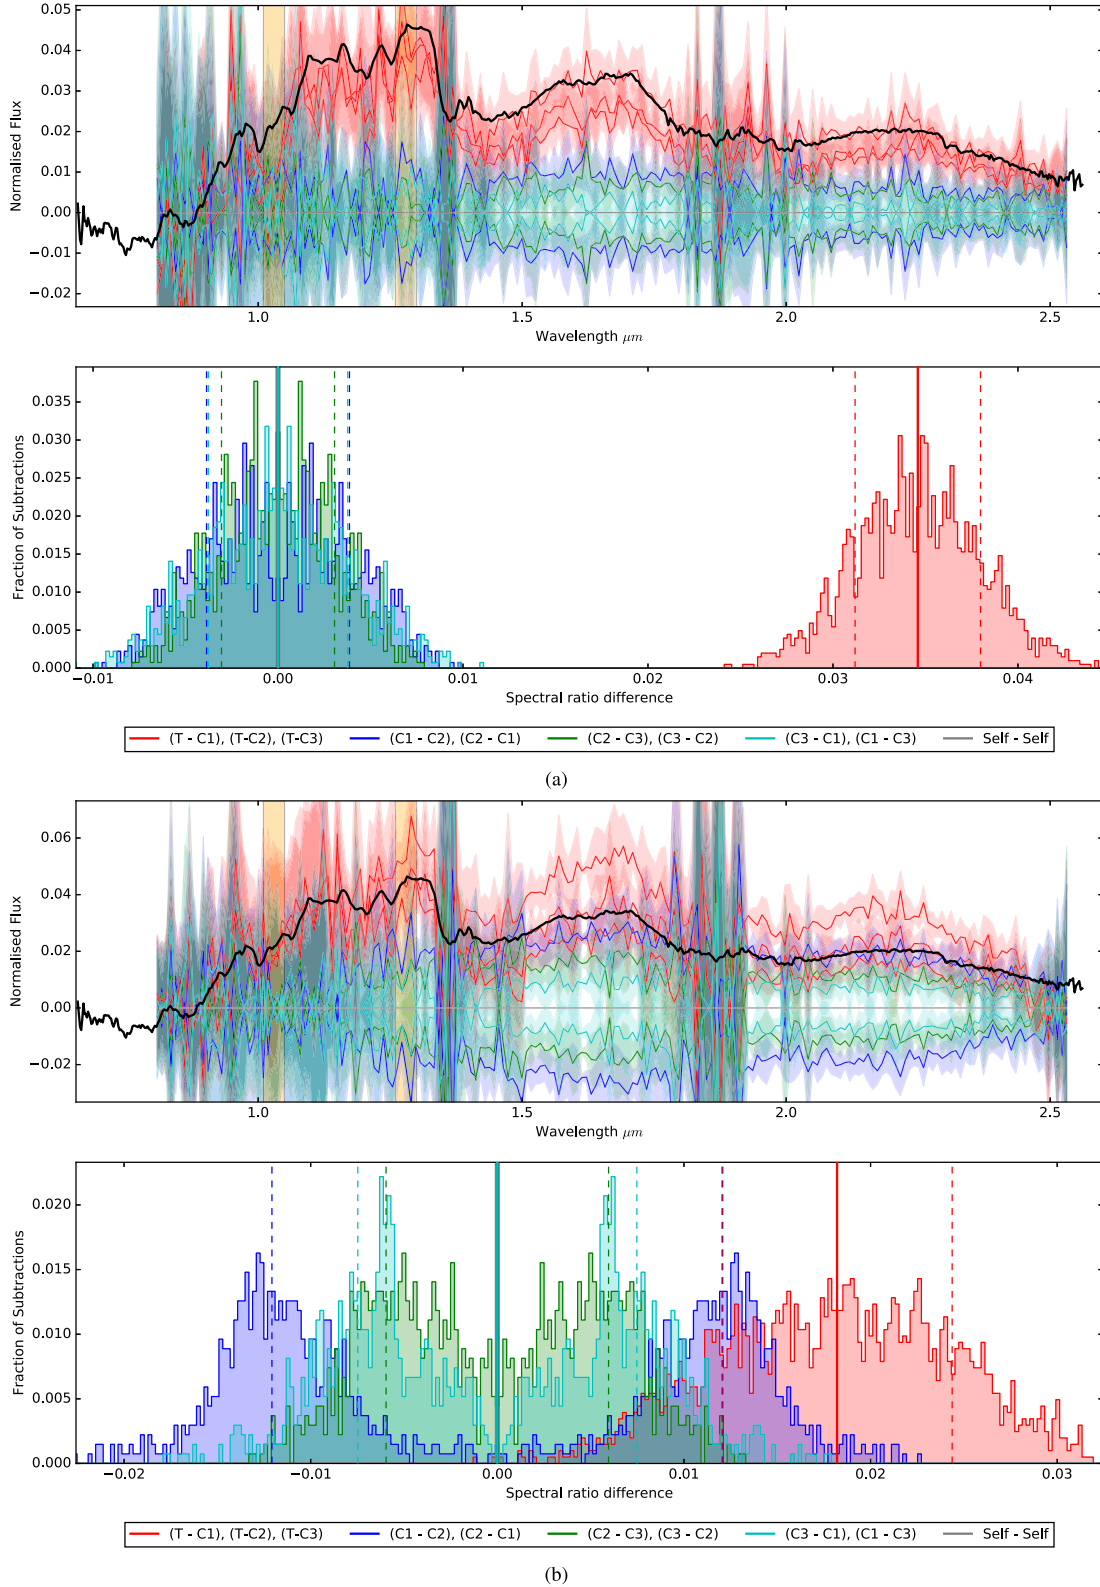 0.05
0.04
0.03
0.02
0.01
0.00
−0.01
−0.02
Normalised Flux
1.0 1.5 2.0 2.5
Wavelength μm
0.035
0.030
0.025
0.020
0.015
0.010
0.005
0.000
Fraction of Subtractions
−0.01 0.00 0.01 0.02 0.03 0.04
Spectral ratio difference
(T - C1), (T-C2), (T-C3) (C1 - C2), (C2 - C1) (C2 - C3), (C3 - C2) (C3 - C1), (C1 - C3) Self - Self
(a)
0.06
0.04
0.02
0.00
−0.02
Normalised Flux
1.0 1.5 2.0 2.5
Wavelength μm
0.020
0.015
0.010
0.005
0.000
Fraction of Subtractions
−0.02 −0.01 0.00 0.01 0.02 0.03
Spectral ratio difference
(T - C1), (T-C2), (T-C3) (C1 - C2), (C2 - C1) (C2 - C3), (C3 - C2) (C3 - C1), (C1 - C3) Self - Self
(b)